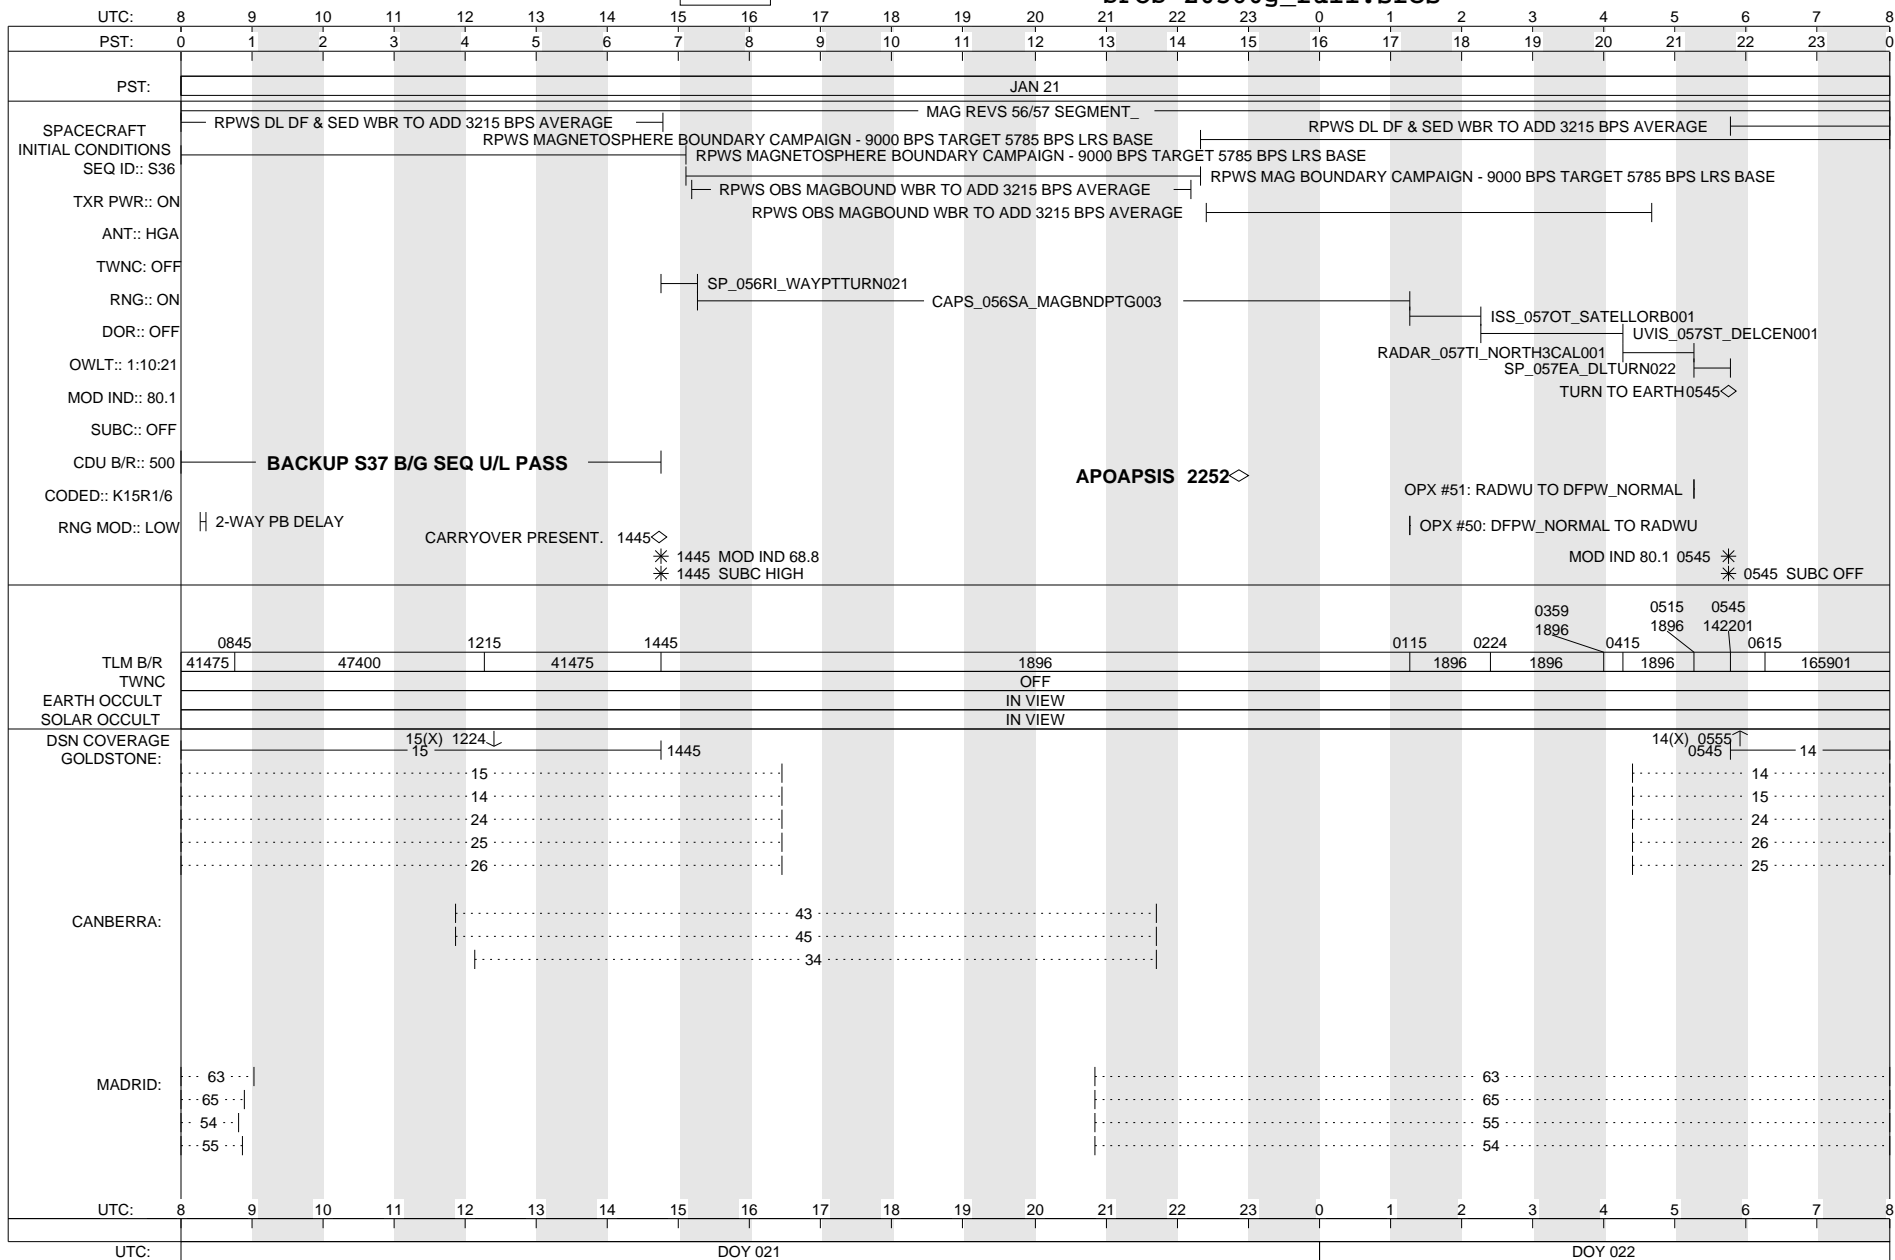 UTC: 8 9 10 11 12 13 14 15 16 17 18 19 20 21 22 23 0 1 2 3 4 5 6 7 8
PST: 0 1 2 3 4 5 6 7 8 9 10 11 12 13 14 15 16 17 18 19 20 21 22 23 0
PST: JAN 21
MAG REVS 56/57 SEGMENT_
RPWS DL DF & SED WBR TO ADD 3215 BPS AVERAGE
RPWS DL DF & SED WBR TO ADD 3215 BPS AVERAGE
SPACECRAFT
INITIAL CONDITIONS
RPWS MAGNETOSPHERE BOUNDARY CAMPAIGN - 9000 BPS TARGET 5785 BPS LRS BASE
RPWS MAGNETOSPHERE BOUNDARY CAMPAIGN - 9000 BPS TARGET 5785 BPS LRS BASE
SEQ ID:: S36
RPWS MAG BOUNDARY CAMPAIGN - 9000 BPS TARGET 5785 BPS LRS BASE
RPWS OBS MAGBOUND WBR TO ADD 3215 BPS AVERAGE
TXR PWR:: ON
RPWS OBS MAGBOUND WBR TO ADD 3215 BPS AVERAGE
ANT:: HGA
TWNC: OFF
SP_056RI_WAYPTTURN021
RNG:: ON
CAPS_056SA_MAGBNDPTG003
ISS_057OT_SATELLORB001
DOR:: OFF
UVIS_057ST_DELCEN001
RADAR_057TI_NORTH3CAL001
OWLT:: 1:10:21
SP_057EA_DLTURN022
TURN TO EARTH 0545
MOD IND:: 80.1
SUBC:: OFF
CDU B/R:: 500
BACKUP S37 B/G SEQ U/L PASS
APOAPSIS 2252
OPX #51: RADWU TO DFPW_NORMAL
CODED:: K15R1/6
2-WAY PB DELAY
RNG MOD:: LOW
OPX #50: DFPW_NORMAL TO RADWU
CARRYOVER PRESENT. 1445
1445 MOD IND 68.8
MOD IND 80.1 0545
1445 SUBC HIGH
0545 SUBC OFF
0359 0515 0545
1896 1896 142201
0845 1215 1445 0115 0224 0415 0615
TLM B/R 41475 47400 41475 1896 1896 1896 1896 165901
TWNC OFF
EARTH OCCULT IN VIEW
SOLAR OCCULT IN VIEW
DSN COVERAGE 15(X) 1224 14(X) 0555
GOLDSTONE: 15 1445 0545 14
15 14
14 15
24 24
25 26
26 25
CANBERRA: 43
45
34
MADRID: 63 63
65 65
54 55
55 54
UTC: 8 9 10 11 12 13 14 15 16 17 18 19 20 21 22 23 0 1 2 3 4 5 6 7 8
UTC: DOY 021 DOY 022